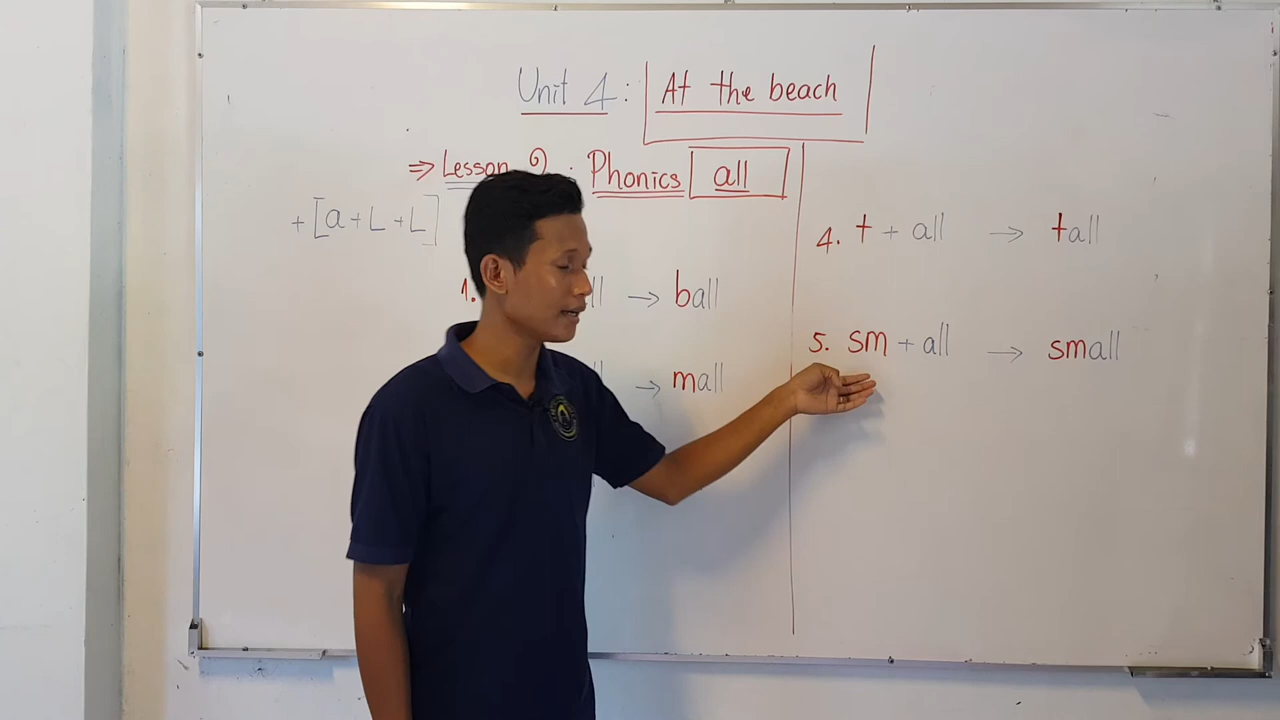 Unit 4: At the beach
⇒ Lesson 2: Phonics all
+ [a + L + L]
1. ll → ball
ll → mall
4. t + all → tall
5. sm + all → small